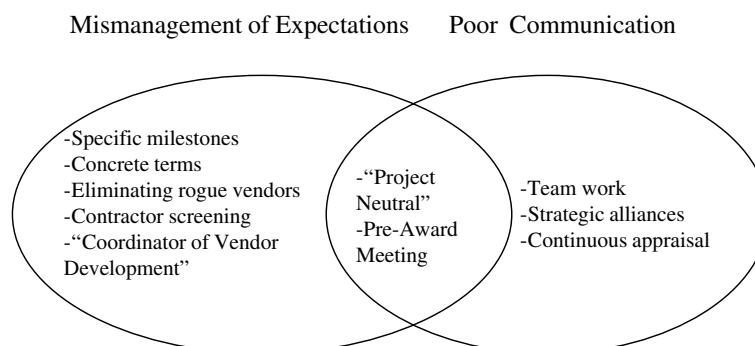 Mismanagement of Expectations Poor Communication
-Specific milestones
-Concrete terms
-Eliminating rogue vendors
-Contractor screening
-“Coordinator of Vendor
Development”
-“Project
Neutral”
-Pre-Award
Meeting
-Team work
-Strategic alliances
-Continuous appraisal